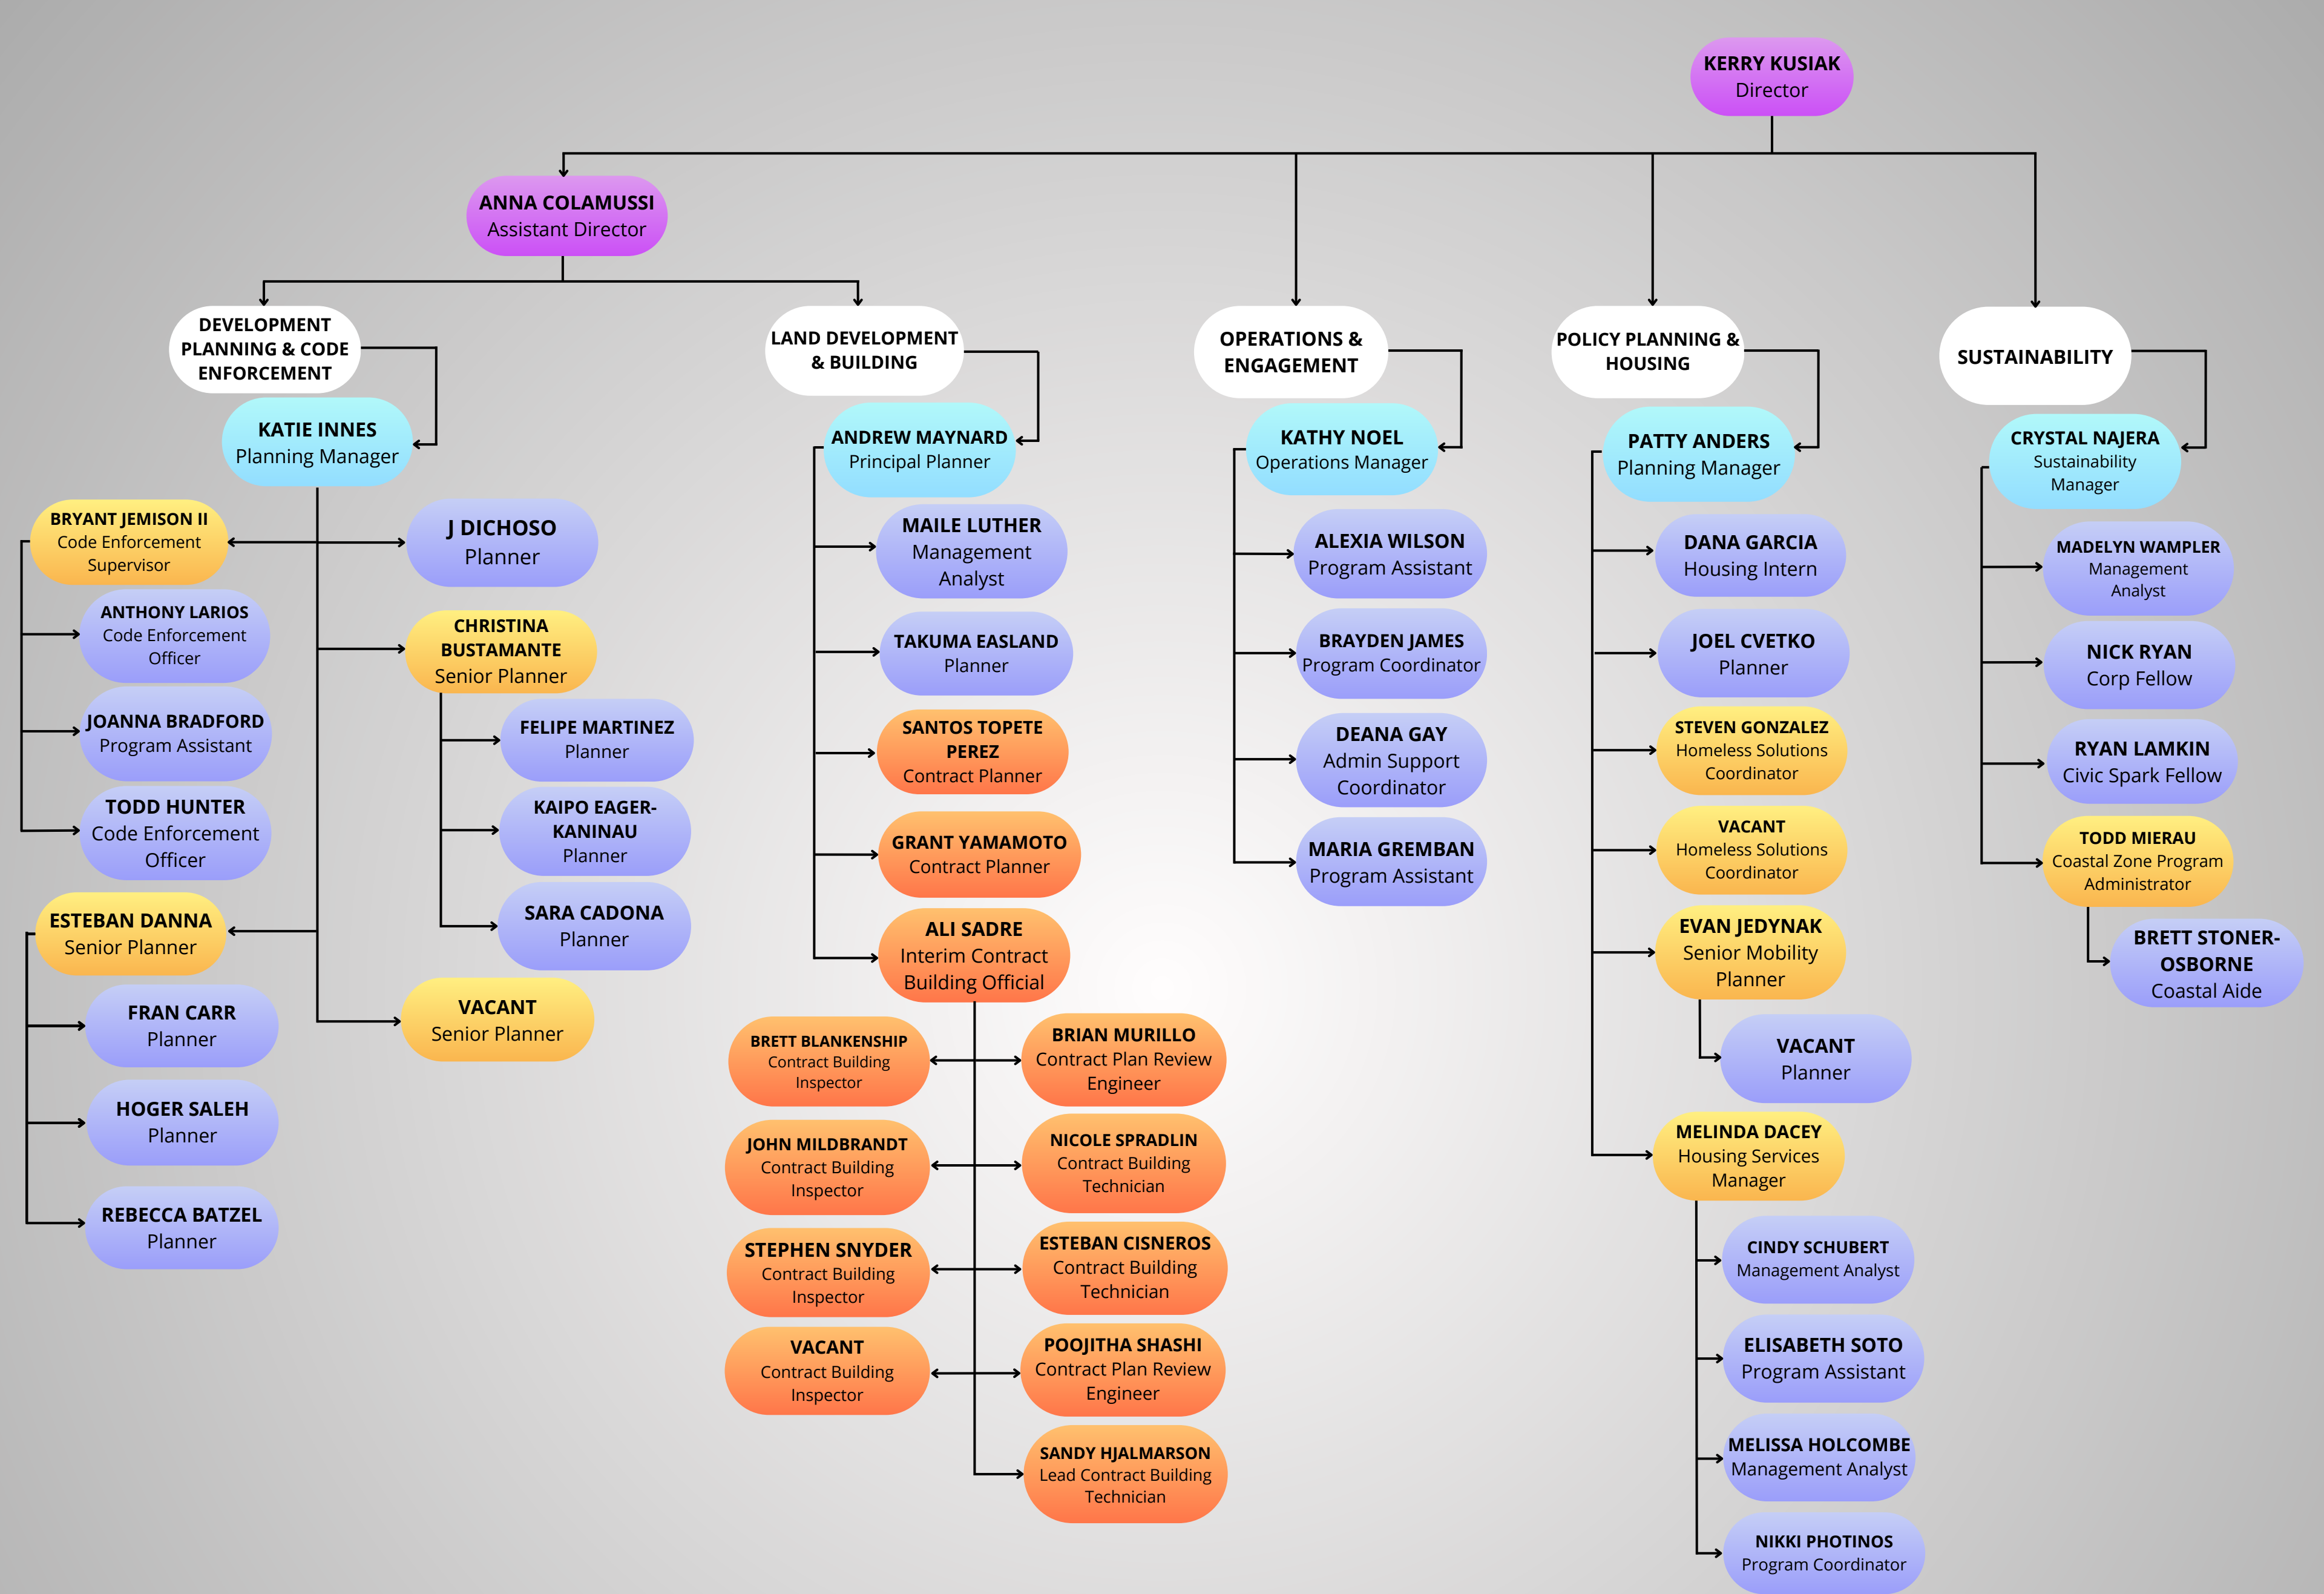 KERRY KUSIAK
Director
ANNA COLAMUSSI
Assistant Director
DEVELOPMENT
PLANNING & CODE
ENFORCEMENT
KATIE INNES
Planning Manager
BRYANT JEMISON II
Code Enforcement
Supervisor
ANTHONY LARIOS
Code Enforcement
Officer
JOANNA BRADFORD
Program Assistant
TODD HUNTER
Code Enforcement
Officer
ESTEBAN DANNA
Senior Planner
FRAN CARR
Planner
HOGER SALEH
Planner
REBECCA BATZEL
Planner
J DICHOSO
Planner
CHRISTINA
BUSTAMANTE
Senior Planner
FELIPE MARTINEZ
Planner
KAIPO EAGER-
KANINAU
Planner
SARA CADONA
Planner
VACANT
Senior Planner
LAND DEVELOPMENT
& BUILDING
ANDREW MAYNARD
Principal Planner
MAILE LUTHER
Management
Analyst
TAKUMA EASLAND
Planner
SANTOS TOPETE
PEREZ
Contract Planner
GRANT YAMAMOTO
Contract Planner
ALI SADRE
Interim Contract
Building Official
BRETT BLANKENSHIP
Contract Building
Inspector
JOHN MILDBRANDT
Contract Building
Inspector
STEPHEN SNYDER
Contract Building
Inspector
VACANT
Contract Building
Inspector
BRIAN MURILLO
Contract Plan Review
Engineer
NICOLE SPRADLIN
Contract Building
Technician
ESTEBAN CISNEROS
Contract Building
Technician
POOJITHA SHASHI
Contract Plan Review
Engineer
SANDY HJALMARSON
Lead Contract Building
Technician
OPERATIONS &
ENGAGEMENT
KATHY NOEL
Operations Manager
ALEXIA WILSON
Program Assistant
BRAYDEN JAMES
Program Coordinator
DEANA GAY
Admin Support
Coordinator
MARIA GREMBAN
Program Assistant
POLICY PLANNING &
HOUSING
PATTY ANDERS
Planning Manager
DANA GARCIA
Housing Intern
JOEL CVETKO
Planner
STEVEN GONZALEZ
Homeless Solutions
Coordinator
VACANT
Homeless Solutions
Coordinator
EVAN JEDYNAK
Senior Mobility
Planner
VACANT
Planner
MELINDA DACEY
Housing Services
Manager
CINDY SCHUBERT
Management Analyst
ELISABETH SOTO
Program Assistant
MELISSA HOLCOMBE
Management Analyst
NIKKI PHOTINOS
Program Coordinator
SUSTAINABILITY
CRYSTAL NAJERA
Sustainability
Manager
MADELYN WAMPLER
Management
Analyst
NICK RYAN
Corp Fellow
RYAN LAMKIN
Civic Spark Fellow
TODD MIERAU
Coastal Zone Program
Administrator
BRETT STONER-
OSBORNE
Coastal Aide